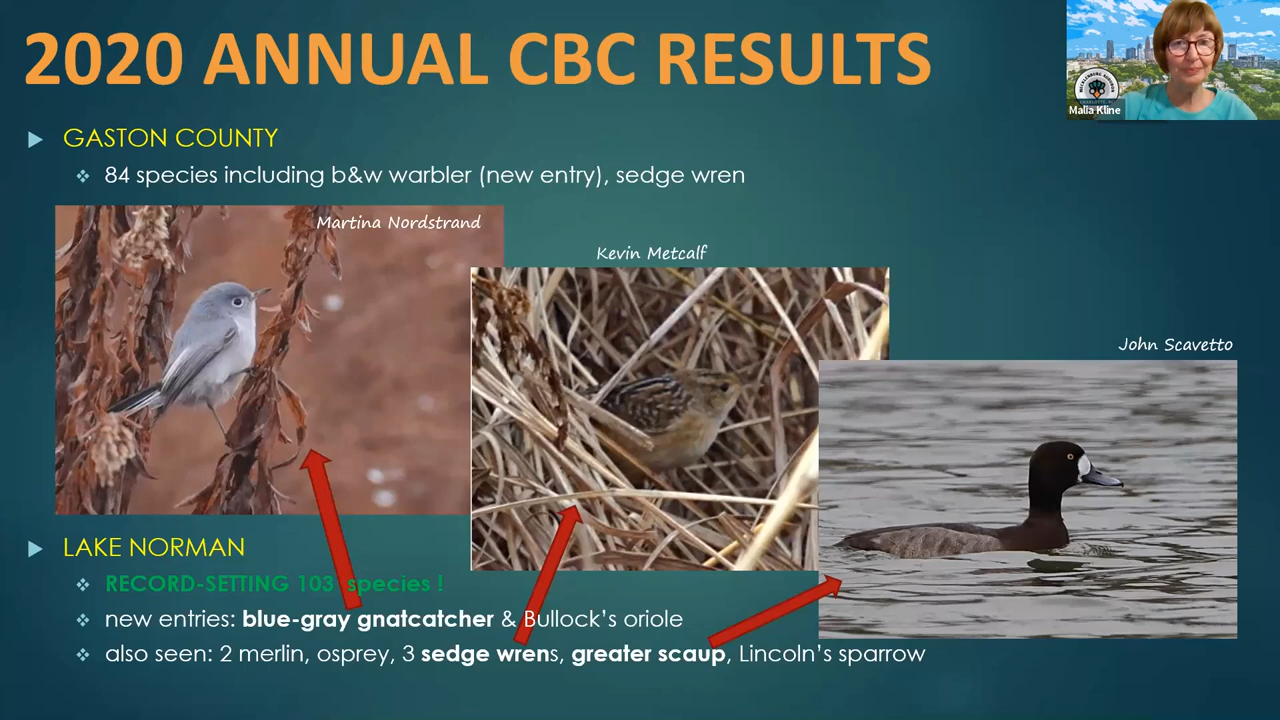 2020 ANNUAL CBC RESULTS
Malia Kline
GASTON COUNTY
84 species including b&w warbler (new entry), sedge wren
Martina Nordstrand
Kevin Metcalf
John Scavetto
LAKE NORMAN
RECORD-SETTING 103 species !
new entries: blue-gray gnatcatcher & Bullock's oriole
also seen: 2 merlin, osprey, 3 sedge wrens, greater scaup, Lincoln's sparrow